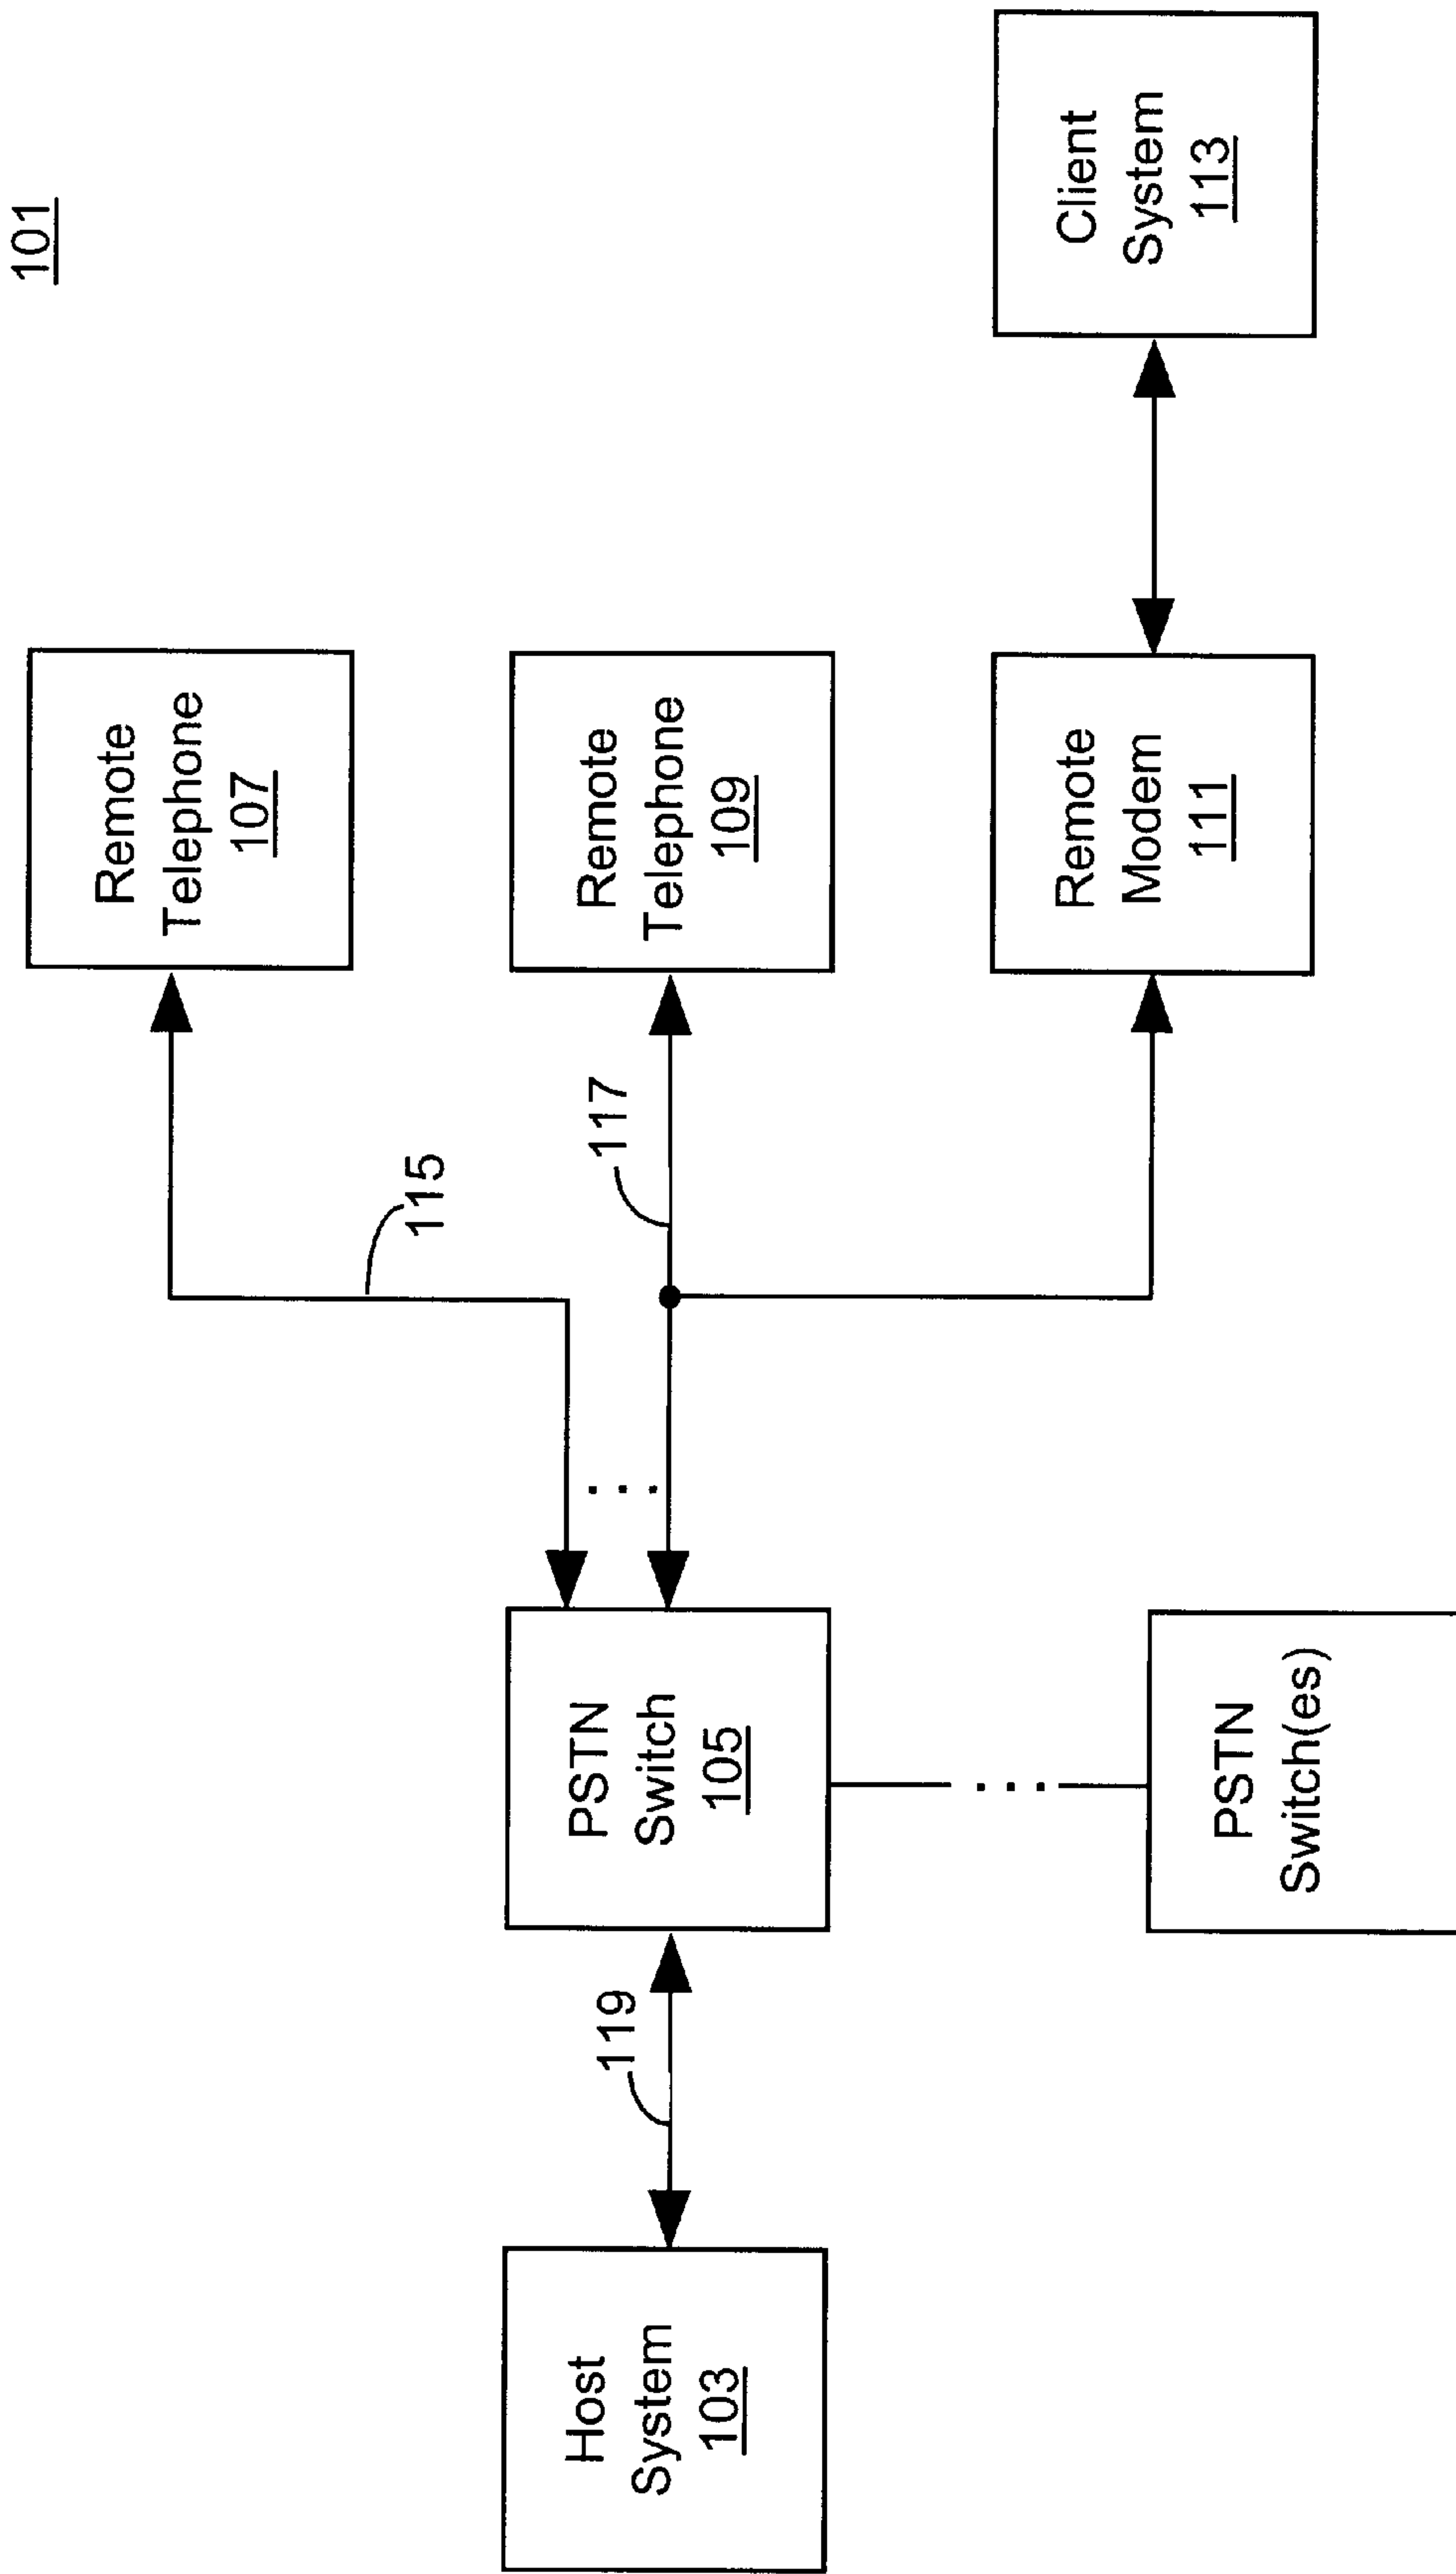 101
Remote
Telephone
107
115
Host
System
103
119
PSTN
Switch
105
...
117
Remote
Telephone
109
...
PSTN
Switch(es)
Remote
Modem
111
Client
System
113